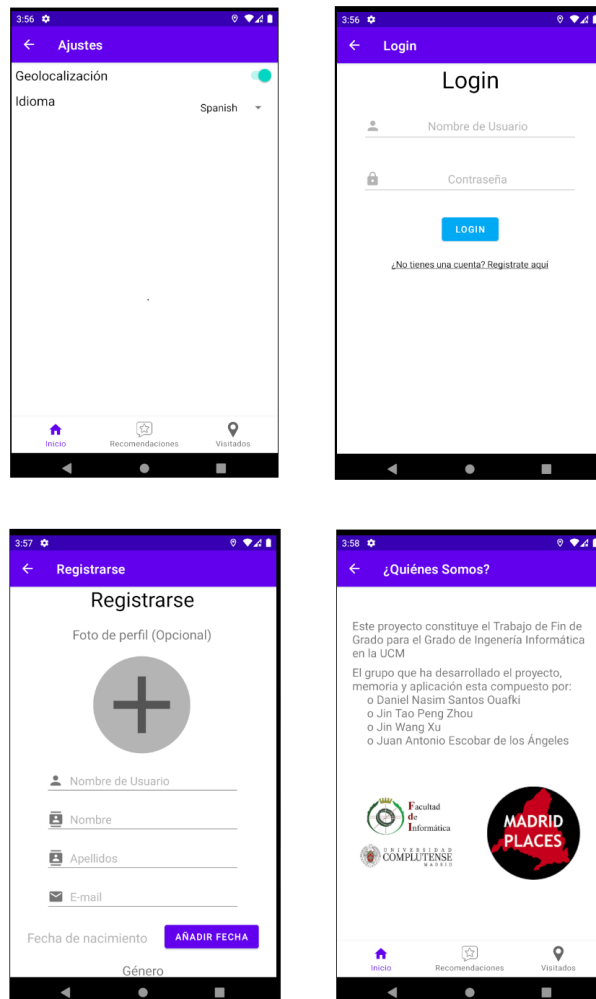 3:56
Ajustes
Geolocalización
Idioma
Spanish
Inicio
Recomendaciones
Visitados
3:56
Login
Login
Nombre de Usuario
Contraseña
LOGIN
¿No tienes una cuenta? Registrate aquí
3:57
Registrarse
Registrarse
Foto de perfil (Opcional)
Nombre de Usuario
Nombre
Apellidos
E-mail
Fecha de nacimiento
AÑADIR FECHA
Género
3:58
¿Quiénes Somos?
Este proyecto constituye el Trabajo de Fin de
Grado para el Grado de Ingenería Informática
en la UCM
El grupo que ha desarrollado el proyecto,
memoria y aplicación esta compuesto por:
o Daniel Nasim Santos Ouafki
o Jin Tao Peng Zhou
o Jin Wang Xu
o Juan Antonio Escobar de los Ángeles
Facultad
de
Informática
UNIVERSIDAD
COMPLUTENSE
MADRID
MADRID
PLACES
Inicio
Recomendaciones
Visitados